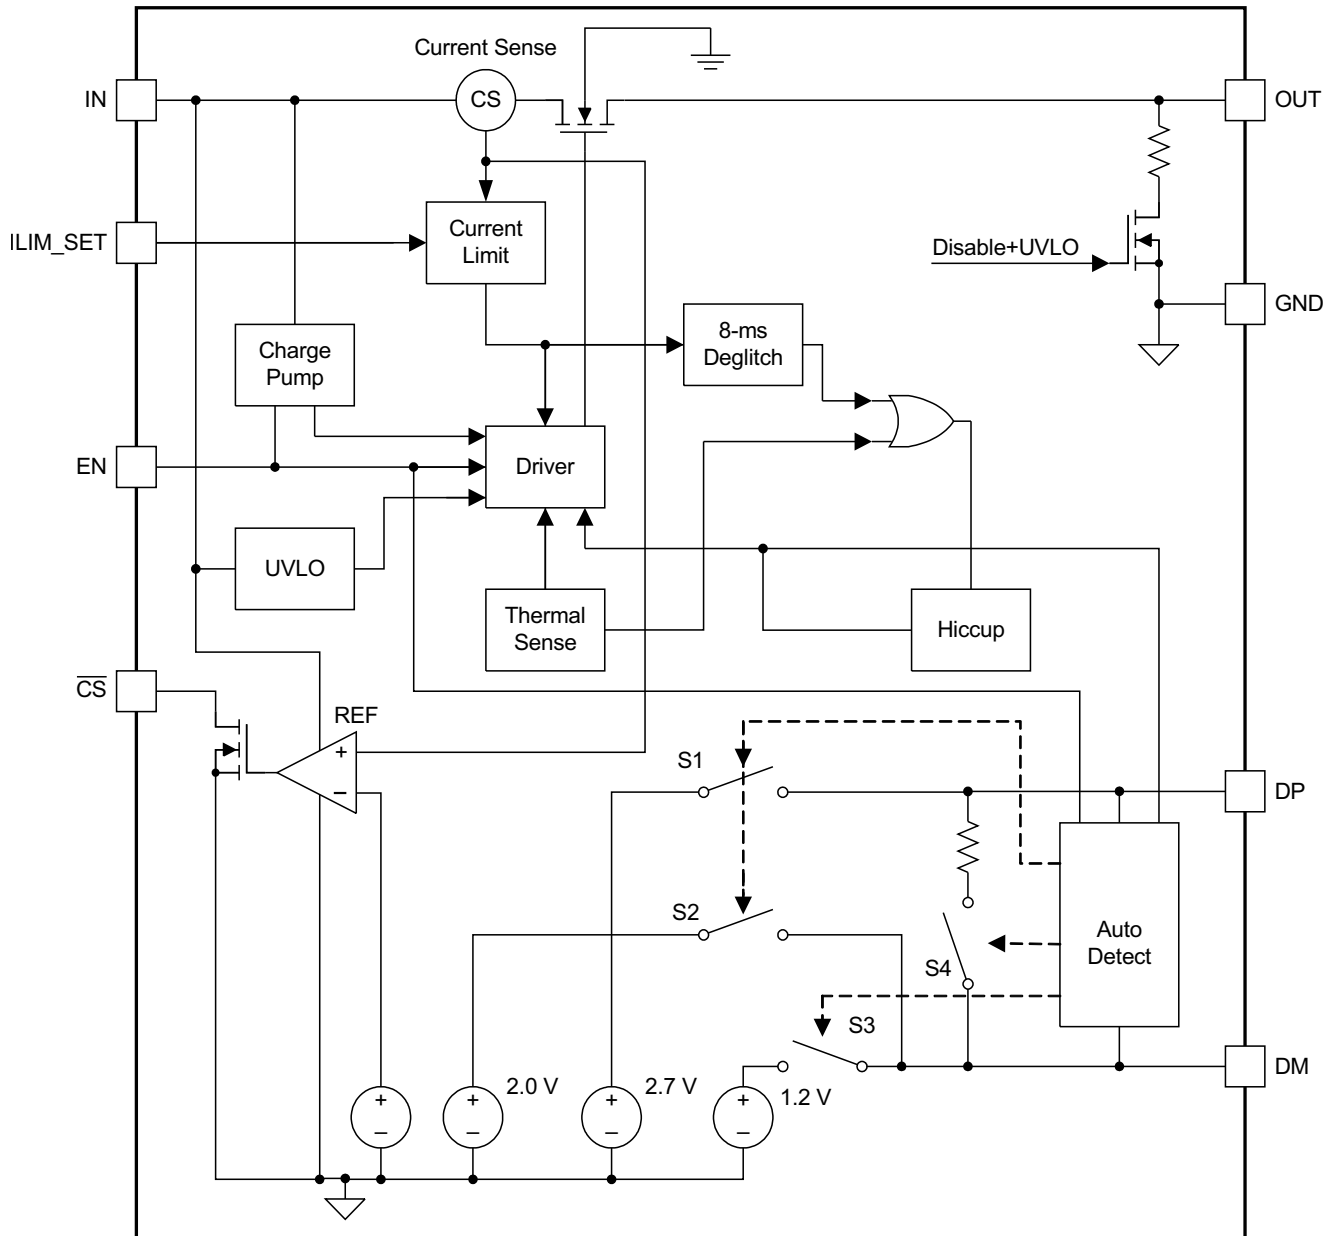 Current Sense
IN
CS
OUT
ILIM_SET
Current
Limit
Disable+UVLO
GND
8-ms
Deglitch
Charge
Pump
EN
Driver
UVLO
Thermal
Sense
Hiccup
CS
REF
+
–
S1
DP
S2
S4
Auto
Detect
S3
DM
+
–
2.0 V
+
–
2.7 V
+
–
1.2 V
+
–